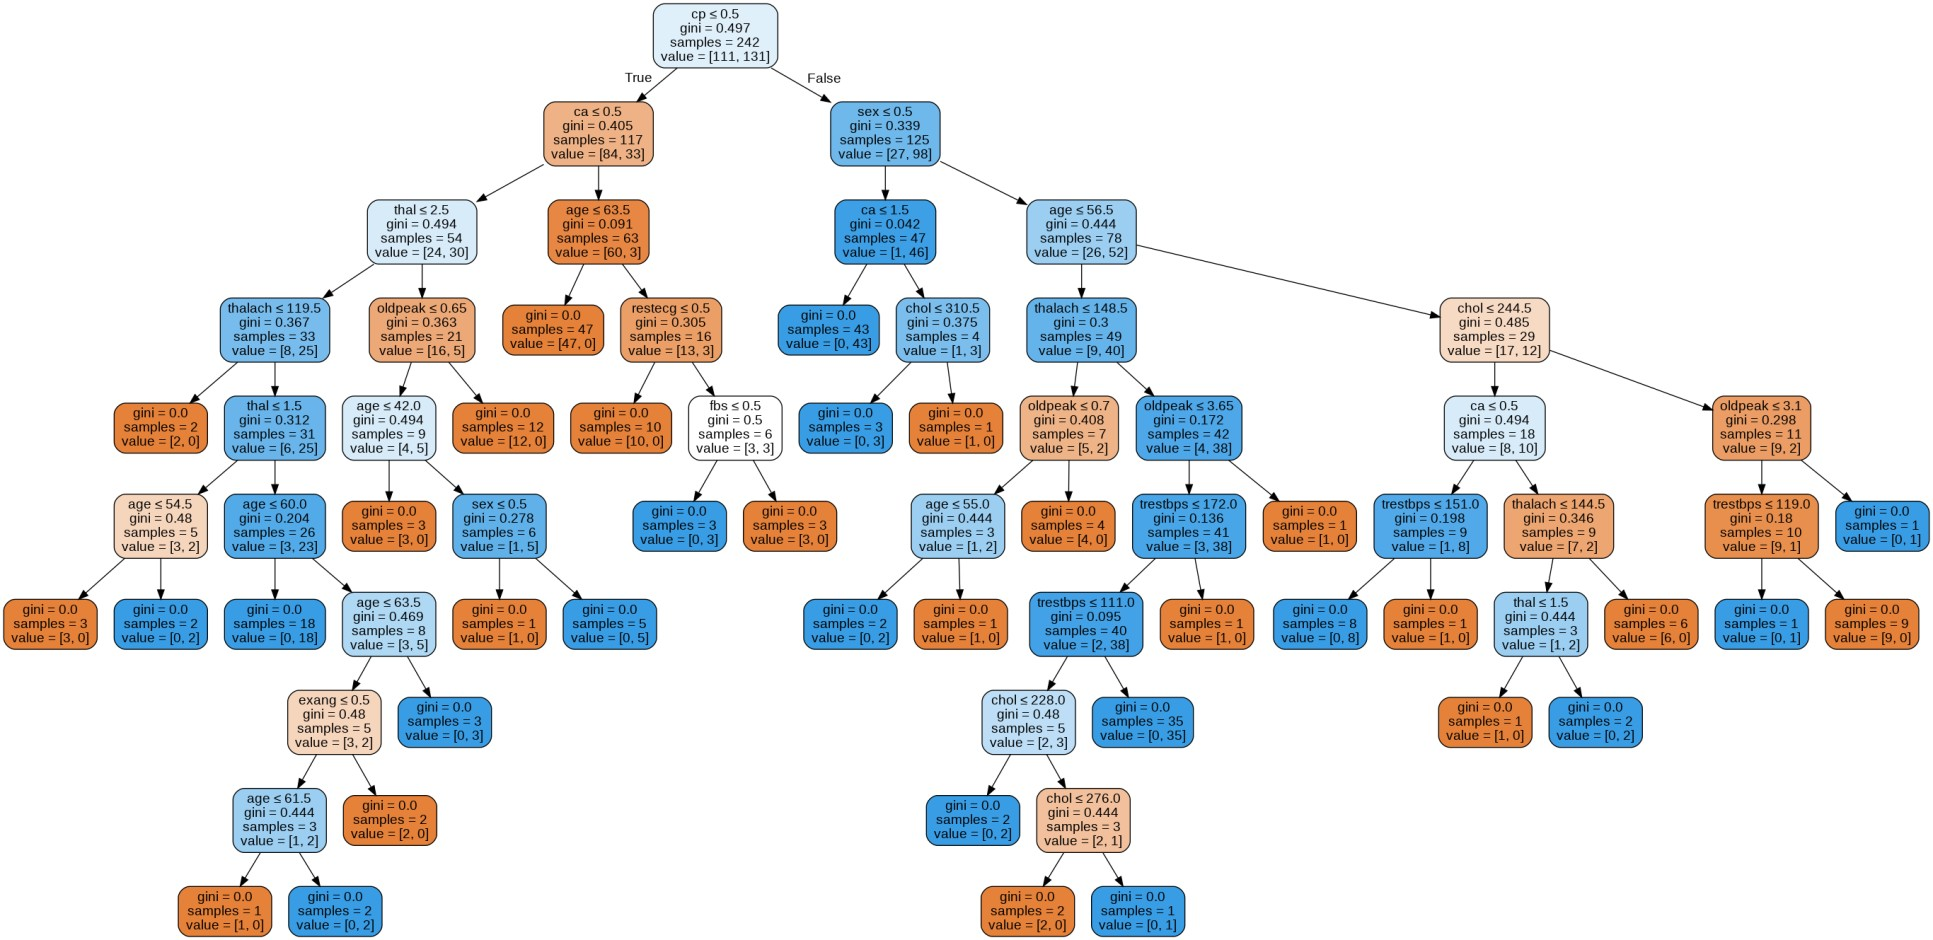 cp ≤ 0.5
gini = 0.497
samples = 242
value = [111, 131]
True
False
ca ≤ 0.5
gini = 0.405
samples = 117
value = [84, 33]
sex ≤ 0.5
gini = 0.339
samples = 125
value = [27, 98]
thal ≤ 2.5
gini = 0.494
samples = 54
value = [24, 30]
age ≤ 63.5
gini = 0.091
samples = 63
value = [60, 3]
ca ≤ 1.5
gini = 0.042
samples = 47
value = [1, 46]
age ≤ 56.5
gini = 0.444
samples = 78
value = [26, 52]
thalach ≤ 119.5
gini = 0.367
samples = 33
value = [8, 25]
oldpeak ≤ 0.65
gini = 0.363
samples = 21
value = [16, 5]
gini = 0.0
samples = 47
value = [47, 0]
restecg ≤ 0.5
gini = 0.305
samples = 16
value = [13, 3]
gini = 0.0
samples = 43
value = [0, 43]
chol ≤ 310.5
gini = 0.375
samples = 4
value = [1, 3]
thalach ≤ 148.5
gini = 0.3
samples = 49
value = [9, 40]
chol ≤ 244.5
gini = 0.485
samples = 29
value = [17, 12]
gini = 0.0
samples = 2
value = [2, 0]
thal ≤ 1.5
gini = 0.312
samples = 31
value = [6, 25]
age ≤ 42.0
gini = 0.494
samples = 9
value = [4, 5]
gini = 0.0
samples = 12
value = [12, 0]
gini = 0.0
samples = 10
value = [10, 0]
fbs ≤ 0.5
gini = 0.5
samples = 6
value = [3, 3]
gini = 0.0
samples = 3
value = [0, 3]
gini = 0.0
samples = 1
value = [1, 0]
oldpeak ≤ 0.7
gini = 0.408
samples = 7
value = [5, 2]
oldpeak ≤ 3.65
gini = 0.172
samples = 42
value = [4, 38]
ca ≤ 0.5
gini = 0.494
samples = 18
value = [8, 10]
oldpeak ≤ 3.1
gini = 0.298
samples = 11
value = [9, 2]
age ≤ 54.5
gini = 0.48
samples = 5
value = [3, 2]
age ≤ 60.0
gini = 0.204
samples = 26
value = [3, 23]
gini = 0.0
samples = 3
value = [3, 0]
sex ≤ 0.5
gini = 0.278
samples = 6
value = [1, 5]
gini = 0.0
samples = 3
value = [0, 3]
gini = 0.0
samples = 3
value = [3, 0]
age ≤ 55.0
gini = 0.444
samples = 3
value = [1, 2]
gini = 0.0
samples = 4
value = [4, 0]
trestbps ≤ 172.0
gini = 0.136
samples = 41
value = [3, 38]
gini = 0.0
samples = 1
value = [1, 0]
trestbps ≤ 151.0
gini = 0.198
samples = 9
value = [1, 8]
thalach ≤ 144.5
gini = 0.346
samples = 9
value = [7, 2]
trestbps ≤ 119.0
gini = 0.18
samples = 10
value = [9, 1]
gini = 0.0
samples = 1
value = [0, 1]
gini = 0.0
samples = 3
value = [3, 0]
gini = 0.0
samples = 2
value = [0, 2]
gini = 0.0
samples = 18
value = [0, 18]
age ≤ 63.5
gini = 0.469
samples = 8
value = [3, 5]
gini = 0.0
samples = 1
value = [1, 0]
gini = 0.0
samples = 5
value = [0, 5]
gini = 0.0
samples = 2
value = [0, 2]
gini = 0.0
samples = 1
value = [1, 0]
trestbps ≤ 111.0
gini = 0.095
samples = 40
value = [2, 38]
gini = 0.0
samples = 1
value = [1, 0]
gini = 0.0
samples = 8
value = [0, 8]
gini = 0.0
samples = 1
value = [1, 0]
thal ≤ 1.5
gini = 0.444
samples = 3
value = [1, 2]
gini = 0.0
samples = 6
value = [6, 0]
gini = 0.0
samples = 1
value = [0, 1]
gini = 0.0
samples = 9
value = [9, 0]
exang ≤ 0.5
gini = 0.48
samples = 5
value = [3, 2]
gini = 0.0
samples = 3
value = [0, 3]
chol ≤ 228.0
gini = 0.48
samples = 5
value = [2, 3]
gini = 0.0
samples = 35
value = [0, 35]
gini = 0.0
samples = 1
value = [1, 0]
gini = 0.0
samples = 2
value = [0, 2]
age ≤ 61.5
gini = 0.444
samples = 3
value = [1, 2]
gini = 0.0
samples = 2
value = [2, 0]
gini = 0.0
samples = 2
value = [0, 2]
chol ≤ 276.0
gini = 0.444
samples = 3
value = [2, 1]
gini = 0.0
samples = 1
value = [1, 0]
gini = 0.0
samples = 2
value = [0, 2]
gini = 0.0
samples = 2
value = [2, 0]
gini = 0.0
samples = 1
value = [0, 1]